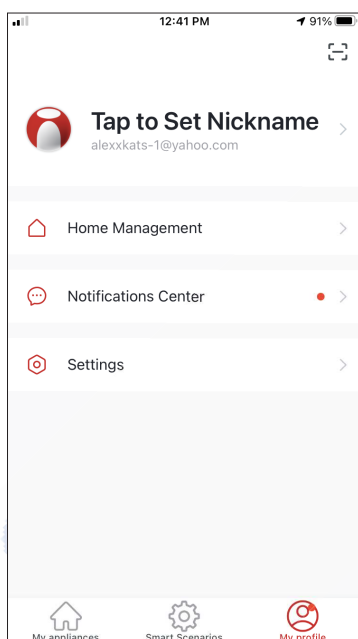 12:41 PM
91%
Tap to Set Nickname
alexxkats-1@yahoo.com
Home Management
Notifications Center
Settings
My appliances
Smart Scenarios
My profile